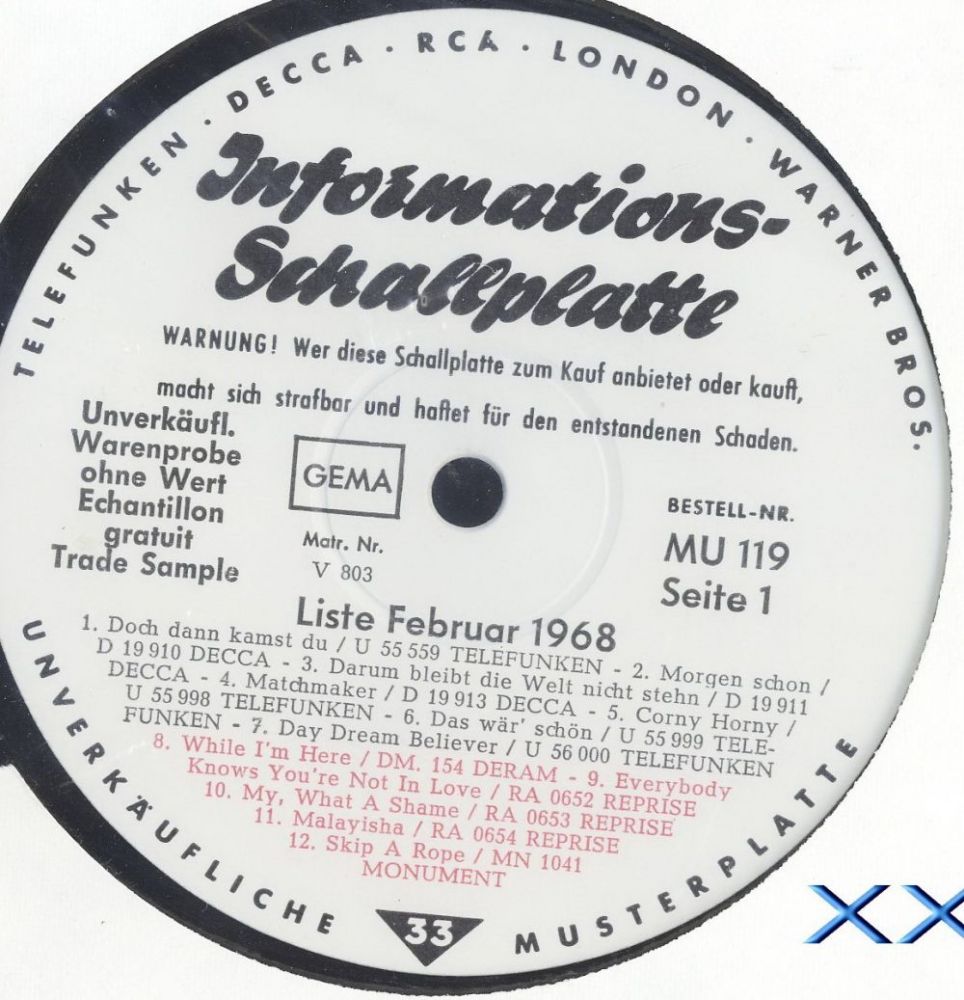 TELEFUNKEN · DECCA · RCA · LONDON · WARNER BROS.
Informations-
Schallplatte
WARNUNG! Wer diese Schallplatte zum Kauf anbietet oder kauft,
macht sich strafbar und haftet für den entstandenen Schaden.
Unverkäufl.
Warenprobe
ohne Wert
Echantillon
gratuit
Trade Sample
GEMA
Matr. Nr.
V 803
BESTELL-NR.
MU 119
Seite 1
Liste Februar 1968
1. Doch dann kamst du / U 55 559 TELEFUNKEN - 2. Morgen schon /
D 19 910 DECCA - 3. Darum bleibt die Welt nicht stehn / D 19 911
DECCA - 4. Matchmaker / D 19 913 DECCA - 5. Corny Horny /
U 55 998 TELEFUNKEN - 6. Das wär' schön / U 55 999 TELE-
FUNKEN - 7. Day Dream Believer / U 56 000 TELEFUNKEN
8. While I'm Here / DM. 154 DERAM - 9. Everybody
Knows You're Not In Love / RA 0652 REPRISE
10. My, What A Shame / RA 0653 REPRISE
11. Malayisha / RA 0654 REPRISE
12. Skip A Rope / MN 1041
MONUMENT
UNVERKÄUFLICHE 33 MUSTERPLATTE
XX